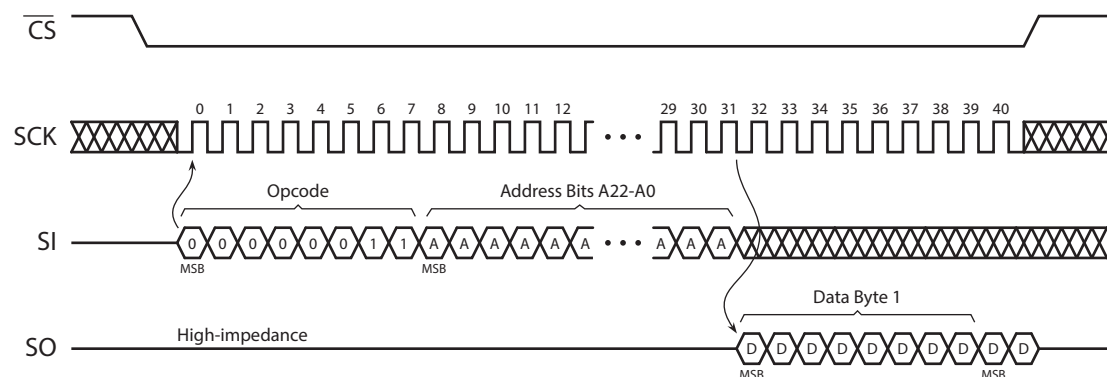 CS
0 1 2 3 4 5 6 7 8 9 10 11 12 29 30 31 32 33 34 35 36 37 38 39 40
SCK
Opcode Address Bits A22-A0
SI 0 0 0 0 0 0 1 1 A A A A A A A A A
MSB MSB
Data Byte 1
High-impedance
SO D D D D D D D D D D
MSB MSB